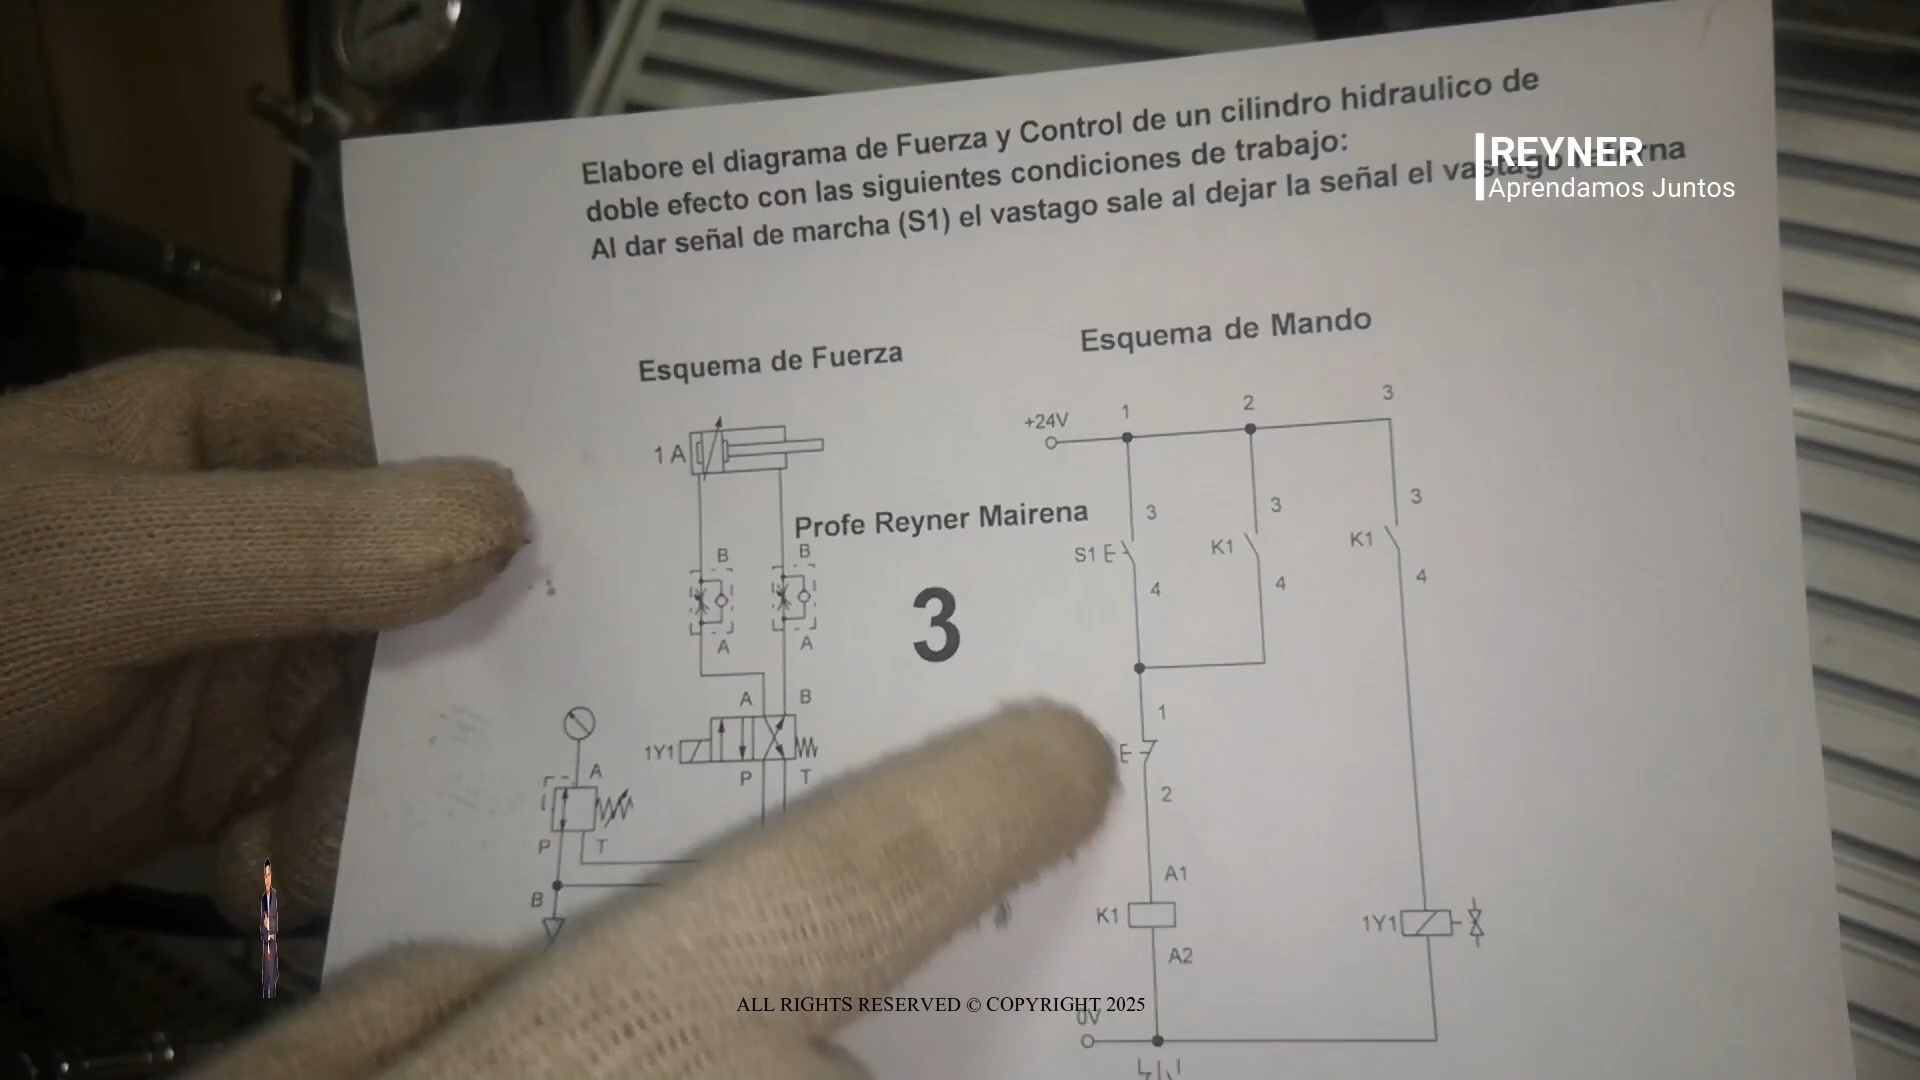 Elabore el diagrama de Fuerza y Control de un cilindro hidraulico de
doble efecto con las siguientes condiciones de trabajo:
Al dar señal de marcha (S1) el vastago sale al dejar la señal el vastago
REYNER
Aprendamos Juntos
Esquema de Fuerza
Esquema de Mando
1 2 3
+24V
1 A
3 3 3
Profe Reyner Mairena
B B
S1 K1 K1
4 4 4
3
A A
A B
1
1Y1
P T
2
A
P T
B
A1
K1
1Y1
A2
ALL RIGHTS RESERVED © COPYRIGHT 2025
0V